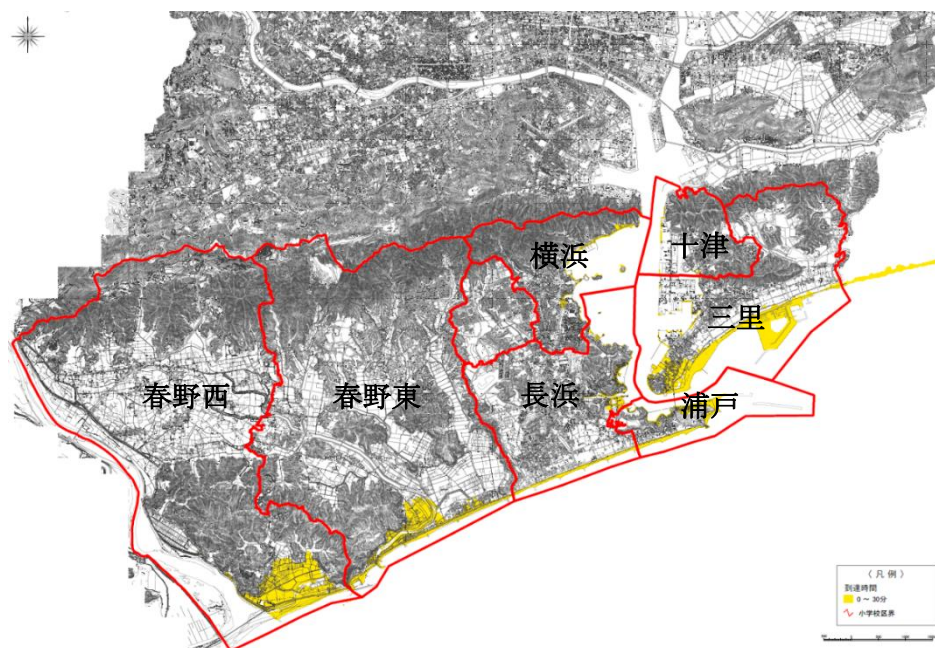 横浜
十津
三里
春野西
春野東
長浜
浦戸
（凡例）
到達時間
0 ～ 30分
小学校区界